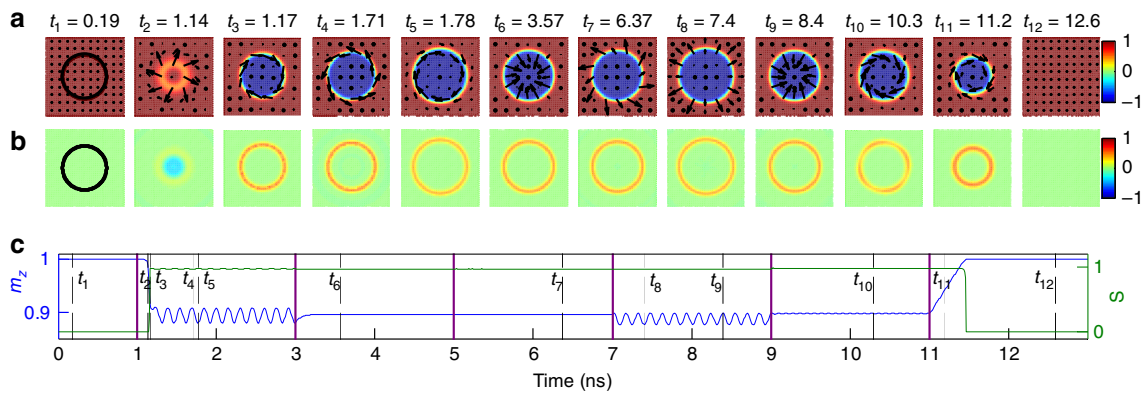 a t1 = 0.19 t2 = 1.14 t3 = 1.17 t4 = 1.71 t5 = 1.78 t6 = 3.57 t7 = 6.37 t8 = 7.4 t9 = 8.4 t10 = 10.3 t11 = 11.2 t12 = 12.6
1
0
−1
b
1
0
−1
c
1
0.9
mz
t1 t2 t3 t4 t5 t6 t7 t8 t9 t10 t11 t12
1
0
S
0 1 2 3 4 5 6 7 8 9 10 11 12
Time (ns)